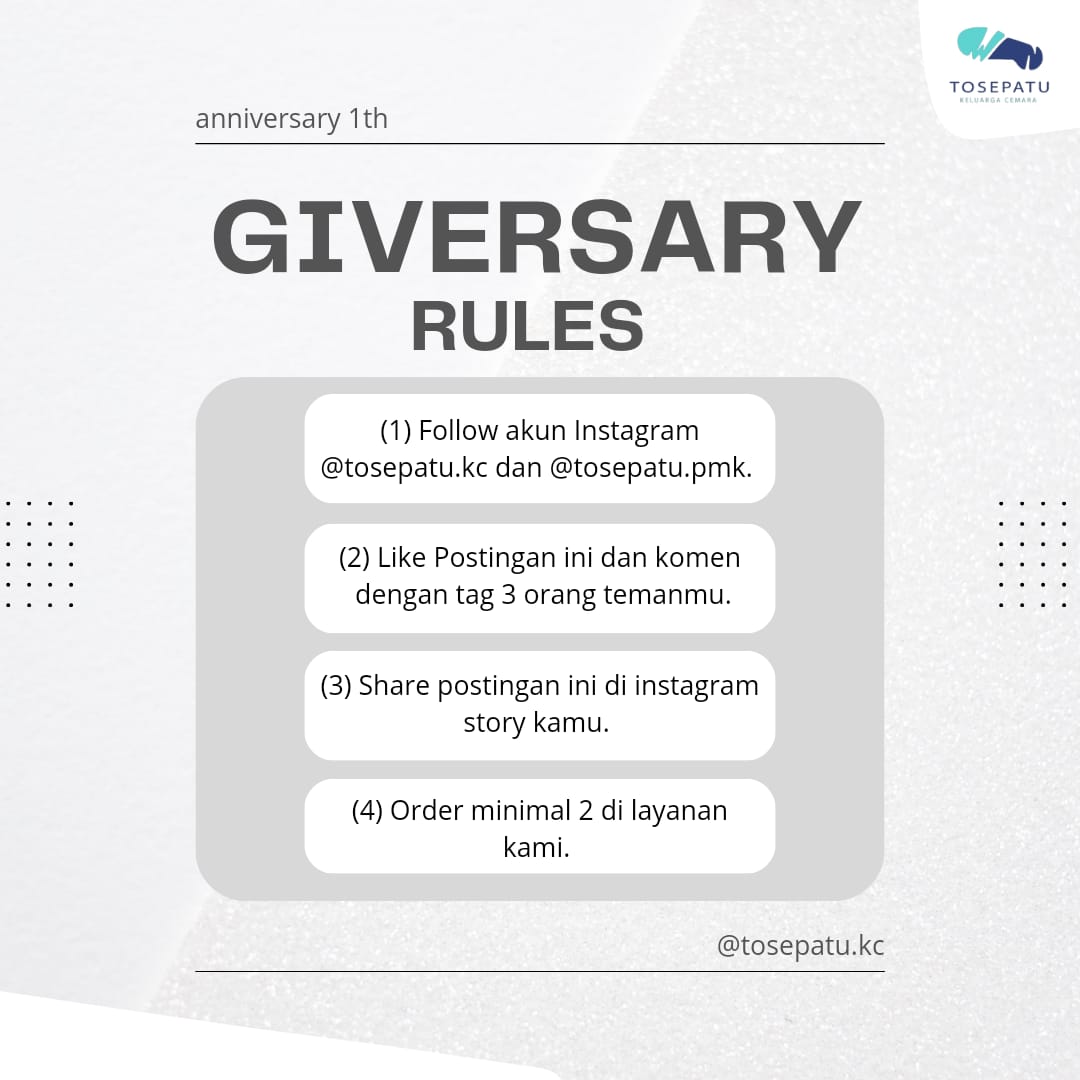 TOSEPATU
KELUARGA CEMARA
anniversary 1th
GIVERSARY
RULES
(1) Follow akun Instagram
@tosepatu.kc dan @tosepatu.pmk.
(2) Like Postingan ini dan komen
dengan tag 3 orang temanmu.
(3) Share postingan ini di instagram
story kamu.
(4) Order minimal 2 di layanan
kami.
@tosepatu.kc